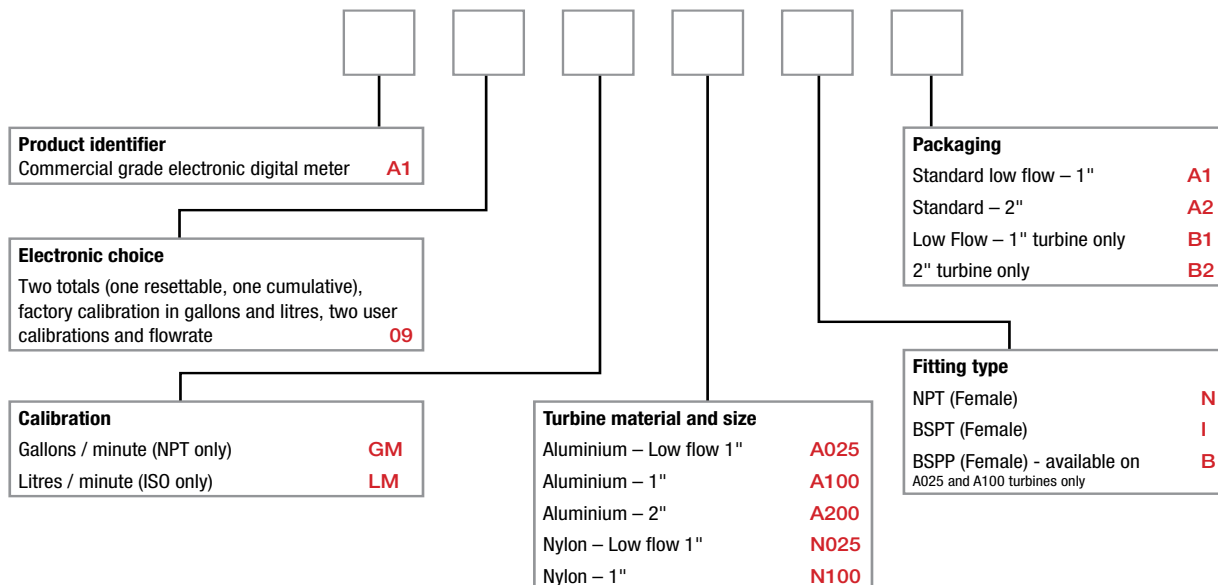 Product identifier
Commercial grade electronic digital meter A1
Electronic choice
Two totals (one resettable, one cumulative),
factory calibration in gallons and litres, two user
calibrations and flowrate 09
Calibration
Gallons / minute (NPT only) GM
Litres / minute (ISO only) LM
Turbine material and size
Aluminium – Low flow 1" A025
Aluminium – 1" A100
Aluminium – 2" A200
Nylon – Low flow 1" N025
Nylon – 1" N100
Packaging
Standard low flow – 1" A1
Standard – 2" A2
Low Flow – 1" turbine only B1
2" turbine only B2
Fitting type
NPT (Female) N
BSPT (Female) I
BSPP (Female) - available on B
A025 and A100 turbines only